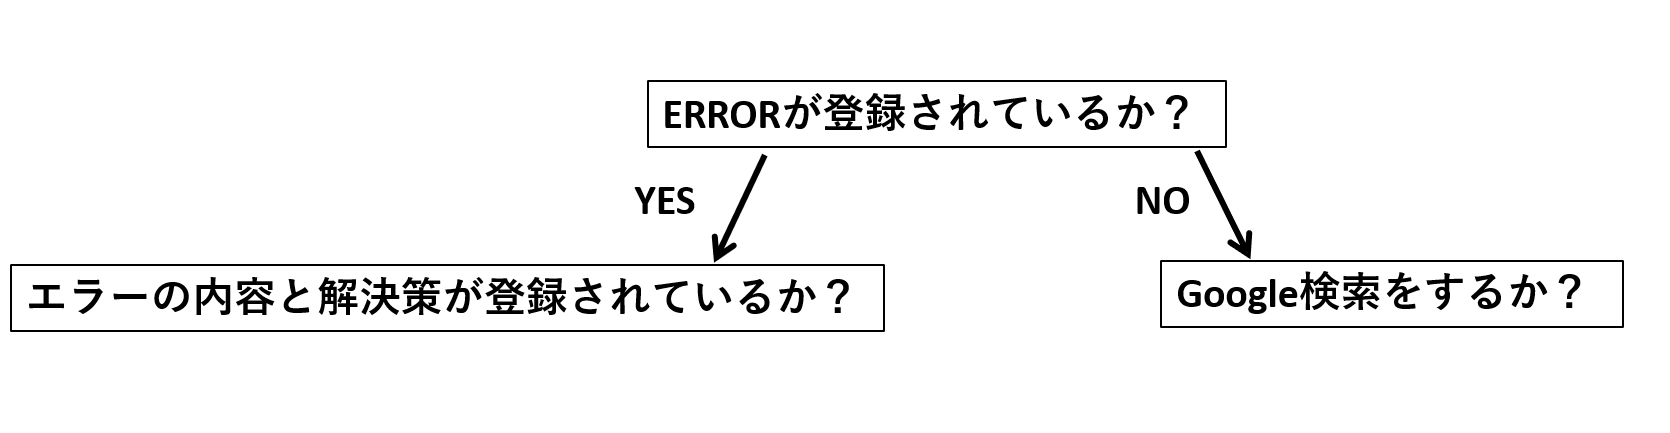 ERRORが登録されているか？
YES
NO
エラーの内容と解決策が登録されているか？
Google検索をするか？